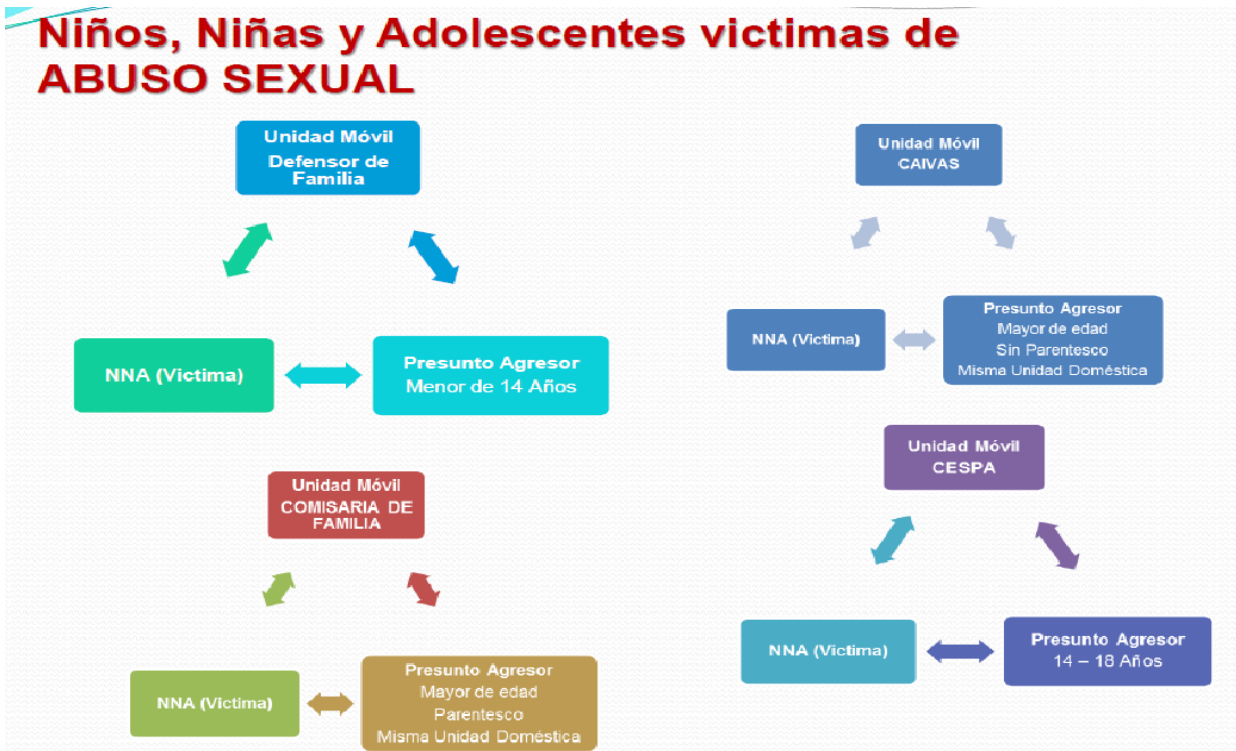 Niños, Niñas y Adolescentes victimas de
ABUSO SEXUAL
Unidad Móvil
Defensor de
Familia
NNA (Victima)
Presunto Agresor
Menor de 14 Años
Unidad Móvil
CAIVAS
NNA (Victima)
Presunto Agresor
Mayor de edad
Sin Parentesco
Misma Unidad Doméstica
Unidad Móvil
COMISARIA DE
FAMILIA
NNA (Victima)
Presunto Agresor
Mayor de edad
Parentesco
Misma Unidad Doméstica
Unidad Móvil
CESPA
NNA (Victima)
Presunto Agresor
14 – 18 Años